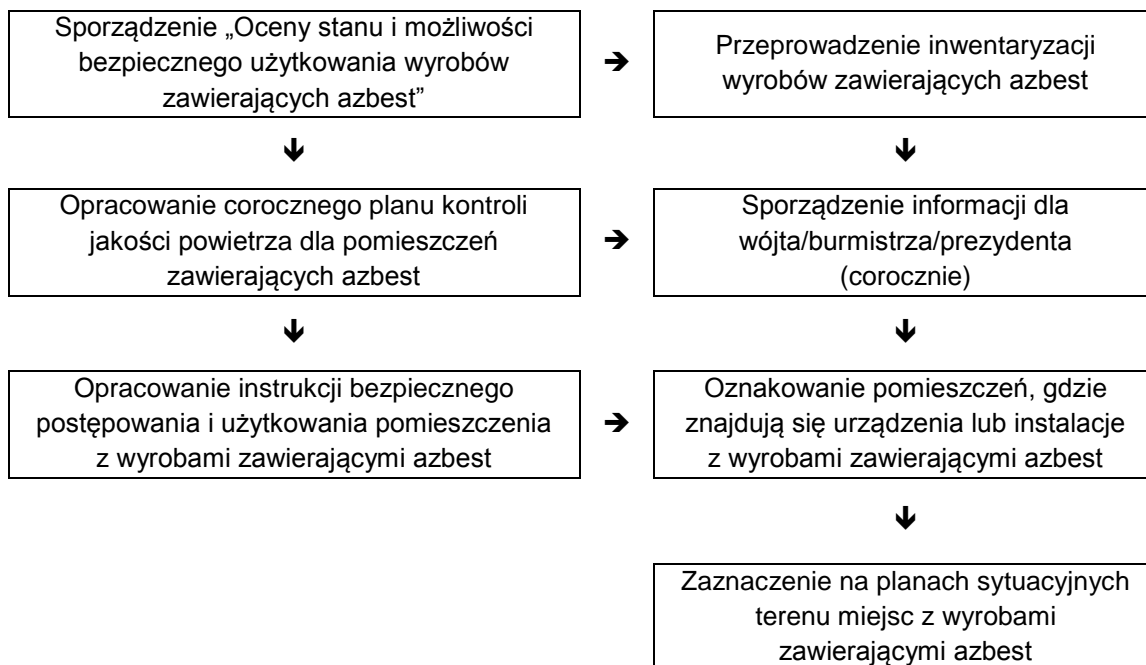 Sporządzenie „Oceny stanu i możliwości
bezpiecznego użytkowania wyrobów
zawierających azbest”
Przeprowadzenie inwentaryzacji
wyrobów zawierających azbest
Opracowanie corocznego planu kontroli
jakości powietrza dla pomieszczeń
zawierających azbest
Sporządzenie informacji dla
wójta/burmistrza/prezydenta
(corocznie)
Opracowanie instrukcji bezpiecznego
postępowania i użytkowania pomieszczenia
z wyrobami zawierającymi azbest
Oznakowanie pomieszczeń, gdzie
znajdują się urządzenia lub instalacje
z wyrobami zawierającymi azbest
Zaznaczenie na planach sytuacyjnych
terenu miejsc z wyrobami
zawierającymi azbest